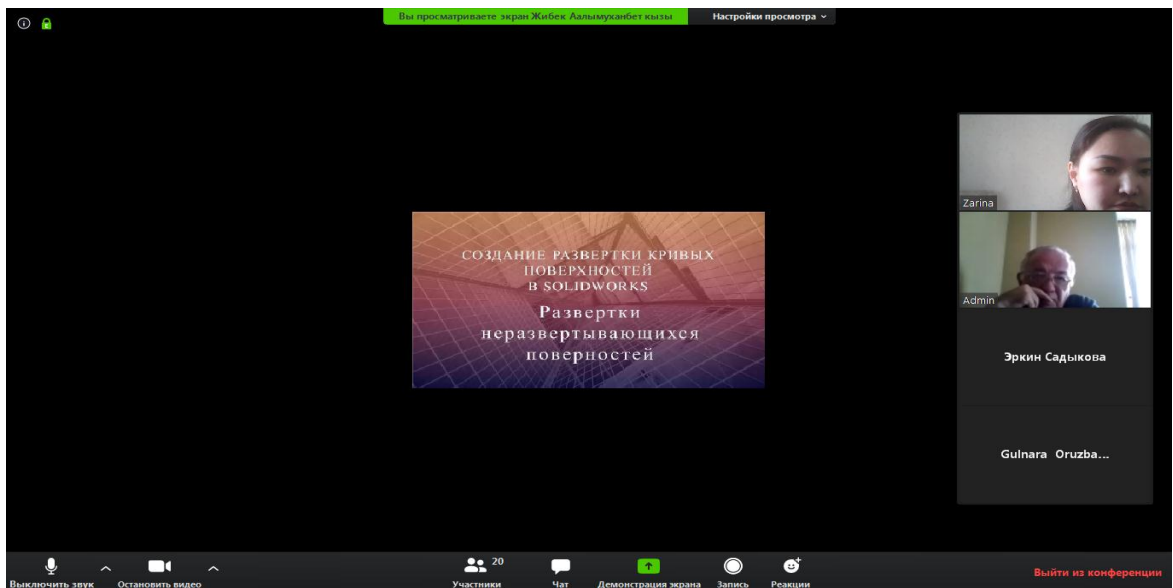 Вы просматриваете экран Жибек Аалымуханбет кызы
Настройки просмотра
СОЗДАНИЕ РАЗВЕРТКИ КРИВЫХ
ПОВЕРХНОСТЕЙ
В SOLIDWORKS
Развертки
неразвертывающихся
поверностей
Zarina
Admin
Эркин Садыкова
Gulnara Oruzba...
Выключить звук
Остановить видео
20
Участники
Чат
Демонстрация экрана
Запись
Реакции
Выйти из конференции